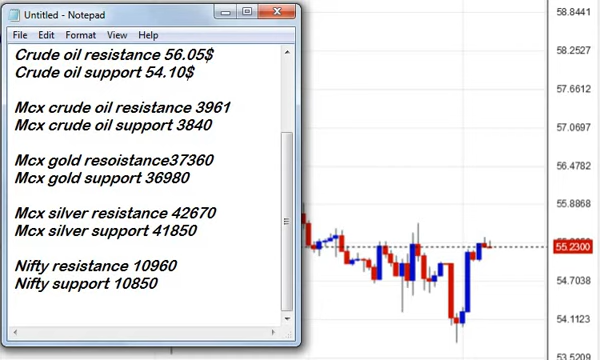 Untitled - Notepad
File Edit Format View Help
Crude oil resistance 56.05$
Crude oil support 54.10$
Mcx crude oil resistance 3961
Mcx crude oil support 3840
Mcx gold resoistance37360
Mcx gold support 36980
Mcx silver resistance 42670
Mcx silver support 41850
Nifty resistance 10960
Nifty support 10850
58.8441
58.2527
57.6612
57.0697
56.4782
55.8868
55.2300
54.7038
54.1123
53.5209